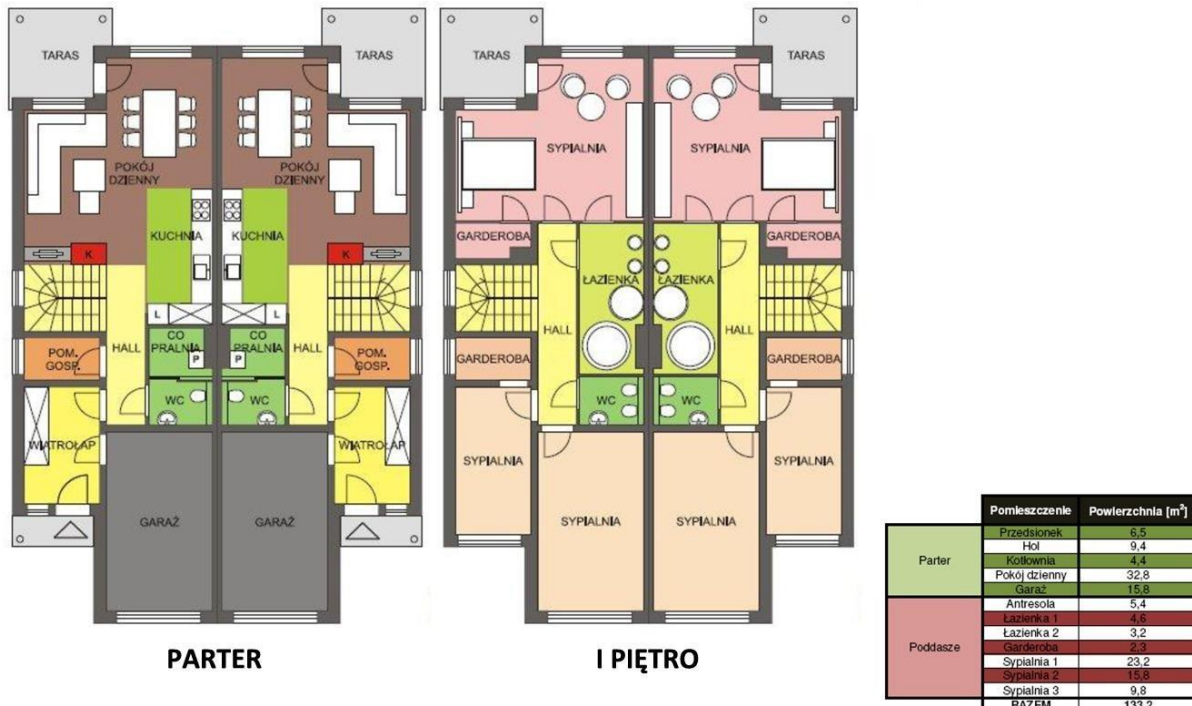 TARAS
TARAS
POKÓJ
DZIENNY
POKÓJ
DZIENNY
KUCHNIA
KUCHNIA
K
K
L
L
CO
PRALNIA
CO
PRALNIA
P
P
HALL
HALL
POM.
GOSP.
POM.
GOSP.
WC
WC
WIATROŁAP
WIATROŁAP
GARAŻ
GARAŻ
PARTER
TARAS
TARAS
SYPIALNIA
SYPIALNIA
GARDEROBA
GARDEROBA
ŁAZIENKA
ŁAZIENKA
HALL
HALL
GARDEROBA
GARDEROBA
WC
WC
SYPIALNIA
SYPIALNIA
SYPIALNIA
SYPIALNIA
I PIĘTRO
Pomieszczenie Powierzchnia [m²]
Parter
Przedsionek 6,5
Hol 9,4
Kotłownia 4,4
Pokój dzienny 32,8
Garaż 15,8
Poddasze
Antresola 5,4
Łazienka 1 4,6
Łazienka 2 3,2
Garderoba 2,3
Sypialnia 1 23,2
Sypialnia 2 15,8
Sypialnia 3 9,8
RAZEM 133,2